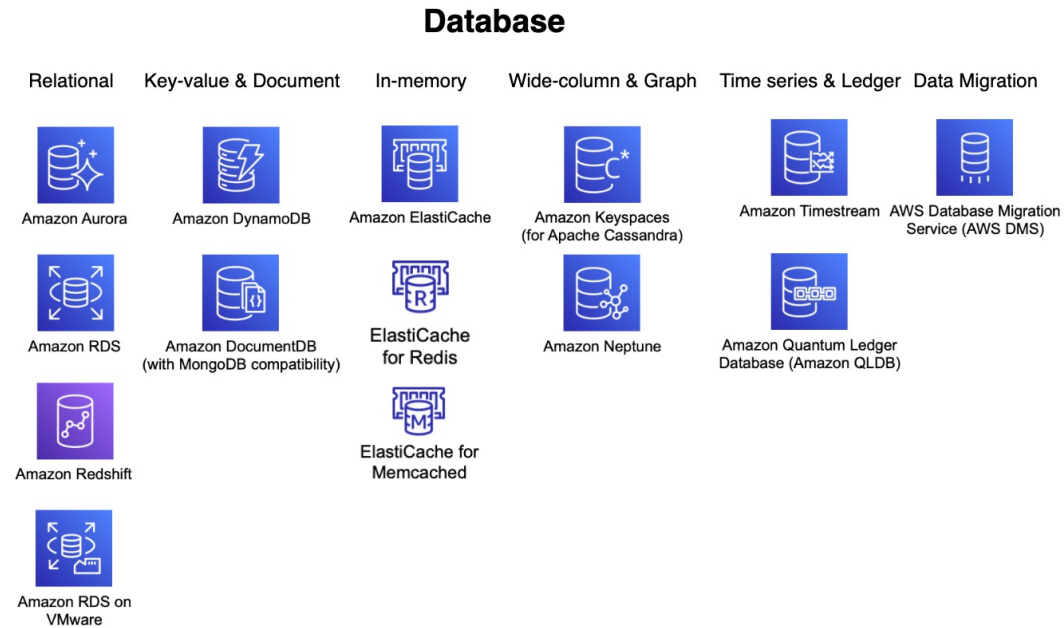 Database
Relational
Key-value & Document
In-memory
Wide-column & Graph
Time series & Ledger
Data Migration
Amazon Aurora
Amazon DynamoDB
Amazon ElastiCache
Amazon Keyspaces
(for Apache Cassandra)
Amazon Timestream
AWS Database Migration
Service (AWS DMS)
C*
Amazon RDS
Amazon DocumentDB
(with MongoDB compatibility)
R
ElastiCache
for Redis
Amazon Neptune
Amazon Quantum Ledger
Database (Amazon QLDB)
Amazon Redshift
M
ElastiCache for
Memcached
Amazon RDS on
VMware